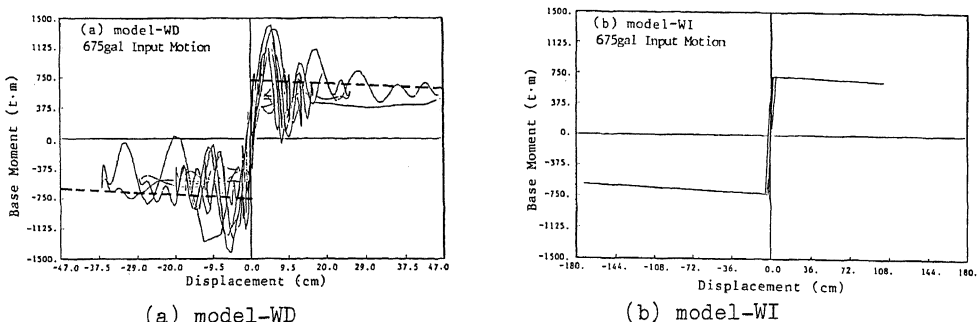 1500.
1125.
750.
375.
0.
-375.
-750.
-1125.
-1500.
Base Moment (t·m)
(a) model-WD
675gal Input Motion
-47.0 -37.5 -29.0 -20.0 -9.5 0.0 9.5 19.0 29.0 37.5 47.0
Displacement (cm)
(a) model-WD
1500.
1125.
750.
375.
0.
-375.
-750.
-1125.
-1500.
Base Moment (t·m)
(b) model-WI
675gal Input Motion
-180. -144. -108. -72. -36. 0.0 36. 72. 108. 144. 180.
Displacement (cm)
(b) model-WI